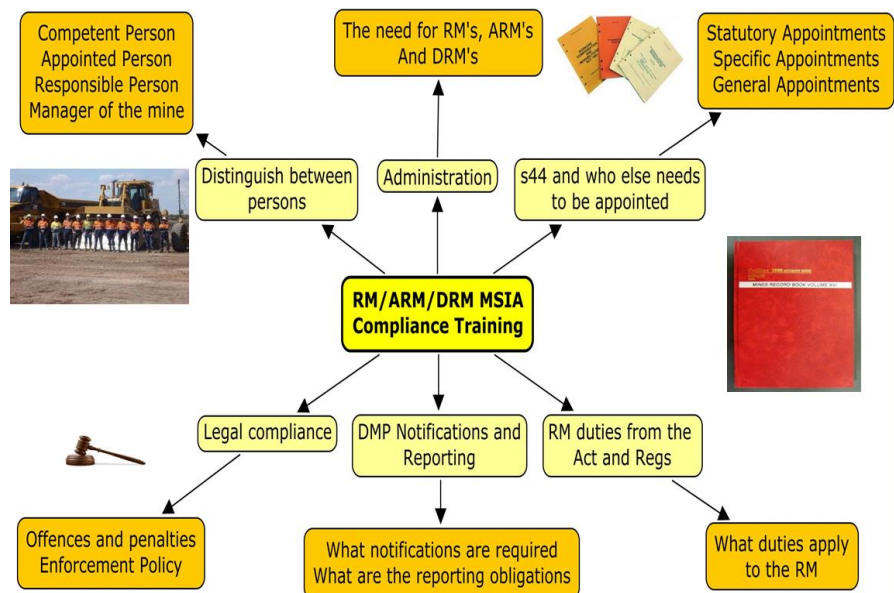 Competent Person
Appointed Person
Responsible Person
Manager of the mine
The need for RM's, ARM's
And DRM's
Statutory Appointments
Specific Appointments
General Appointments
Distinguish between
persons
Administration
s44 and who else needs
to be appointed
RM/ARM/DRM MSIA
Compliance Training
MINES RECORD BOOK
Legal compliance
DMP Notifications and
Reporting
RM duties from the
Act and Regs
Offences and penalties
Enforcement Policy
What notifications are required
What are the reporting obligations
What duties apply
to the RM